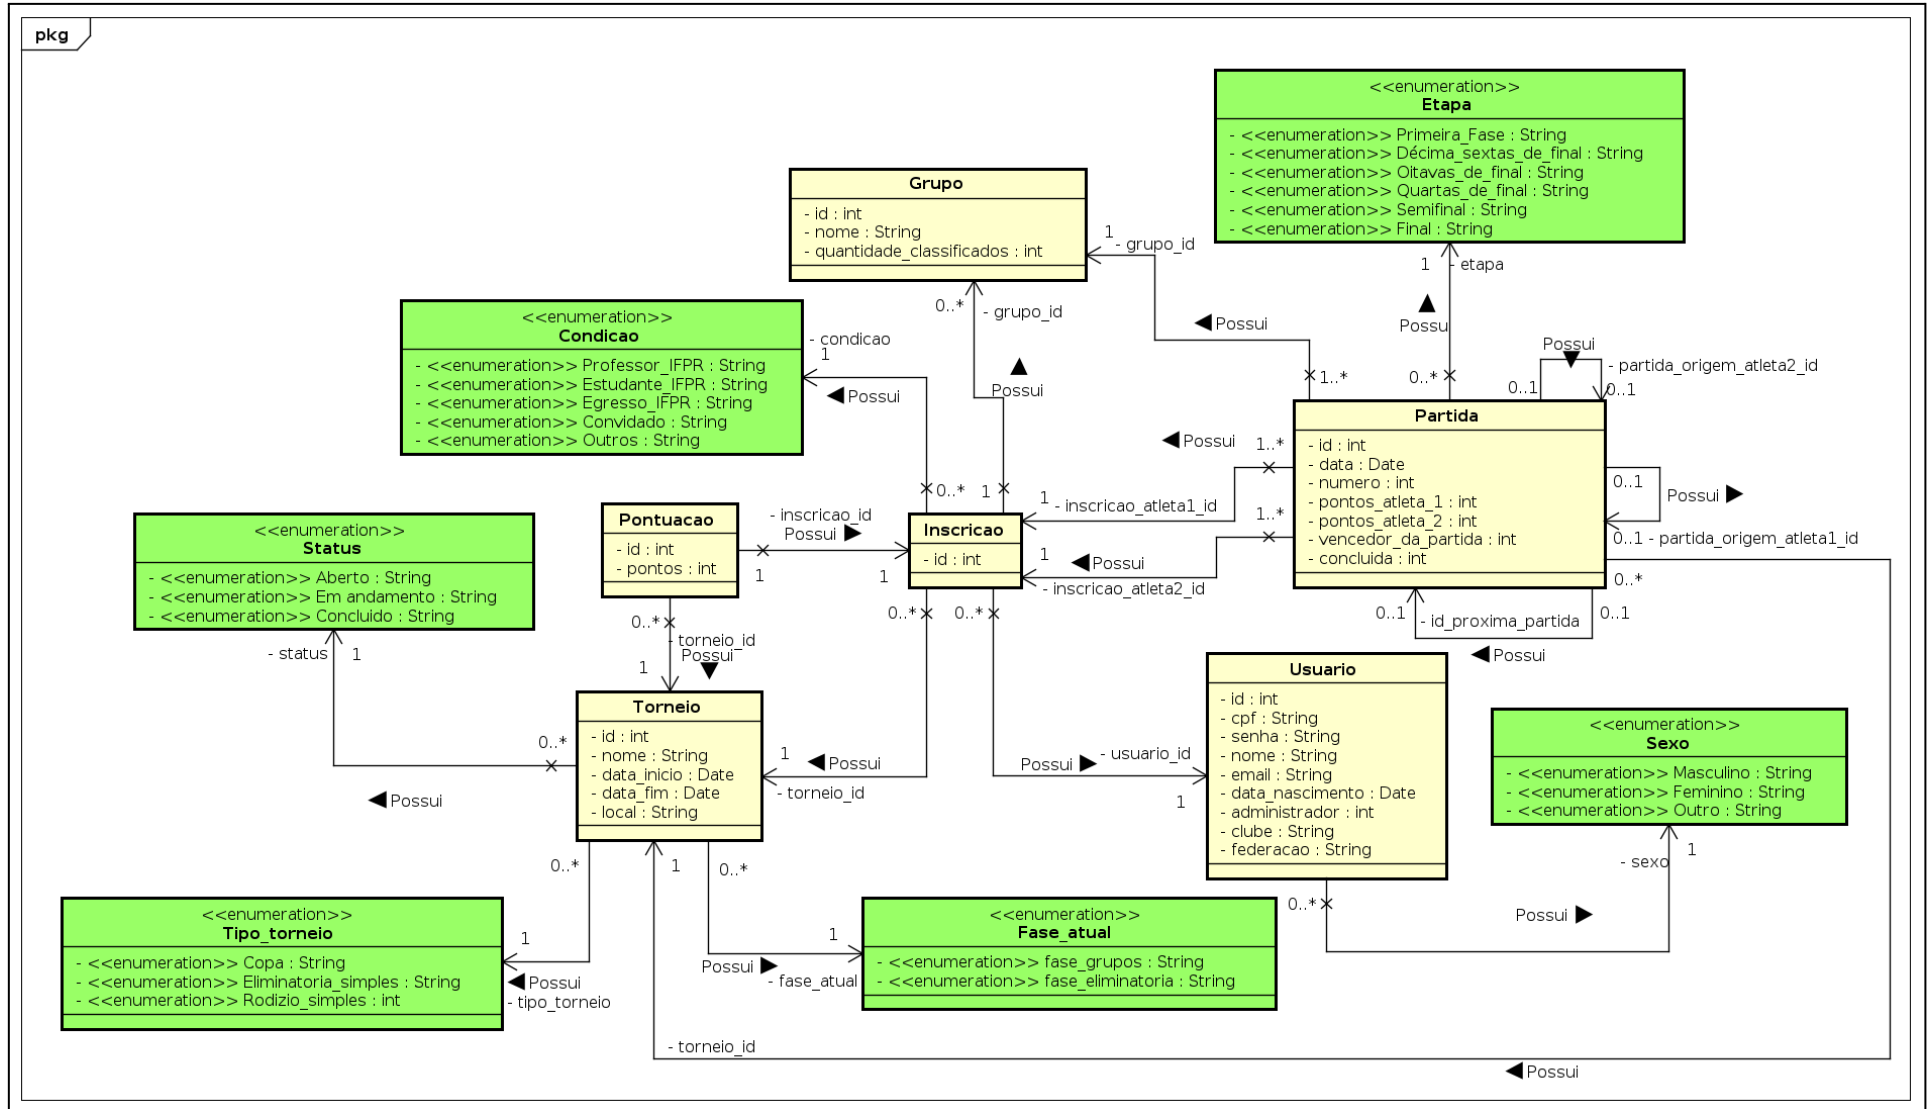 pkg
<<enumeration>>
Etapa
- <<enumeration>> Primeira_Fase : String
- <<enumeration>> Décima_sextas_de_final : String
- <<enumeration>> Oitavas_de_final : String
- <<enumeration>> Quartas_de_final : String
- <<enumeration>> Semifinal : String
- <<enumeration>> Final : String
Grupo
- id : int
- nome : String
- quantidade_classificados : int
1
- grupo_id
1
- etapa
0..*
- grupo_id
Possui
Possu
<<enumeration>>
Condicao
- <<enumeration>> Professor_IFPR : String
- <<enumeration>> Estudante_IFPR : String
- <<enumeration>> Egresso_IFPR : String
- <<enumeration>> Convidado : String
- <<enumeration>> Outros : String
- condicao
1
Possui
Possui
1..*
0..*
Possui
- partida_origem_atleta2_id
0..1
0..1
Partida
- id : int
- data : Date
- numero : int
- pontos_atleta_1 : int
- pontos_atleta_2 : int
- vencedor_da_partida : int
- concluida : int
Possui
1..*
0..1
Possui
0..1
- partida_origem_atleta1_id
0..*
1
1
- inscricao_atleta1_id
1..*
1
Possui
- inscricao_atleta2_id
0..*
Pontuacao
- id : int
- pontos : int
- inscricao_id
Possui
1
1
Inscricao
- id : int
<<enumeration>>
Status
- <<enumeration>> Aberto : String
- <<enumeration>> Em andamento : String
- <<enumeration>> Concluido : String
- status
1
0..*
- torneio_id
Possui
1
0..*
0..*
0..1
- id_proxima_partida
0..1
Possui
Torneio
- id : int
- nome : String
- data_inicio : Date
- data_fim : Date
- local : String
0..*
Possui
1
Possui
- torneio_id
Possui
- usuario_id
1
Usuario
- id : int
- cpf : String
- senha : String
- nome : String
- email : String
- data_nascimento : Date
- administrador : int
- clube : String
- federacao : String
<<enumeration>>
Sexo
- <<enumeration>> Masculino : String
- <<enumeration>> Feminino : String
- <<enumeration>> Outro : String
- sexo
1
0..*
Possui
0..*
1
0..*
<<enumeration>>
Tipo_torneio
- <<enumeration>> Copa : String
- <<enumeration>> Eliminatoria_simples : String
- <<enumeration>> Rodizio_simples : int
1
Possui
- tipo_torneio
1
Possui
- fase_atual
<<enumeration>>
Fase_atual
- <<enumeration>> fase_grupos : String
- <<enumeration>> fase_eliminatoria : String
- torneio_id
Possui